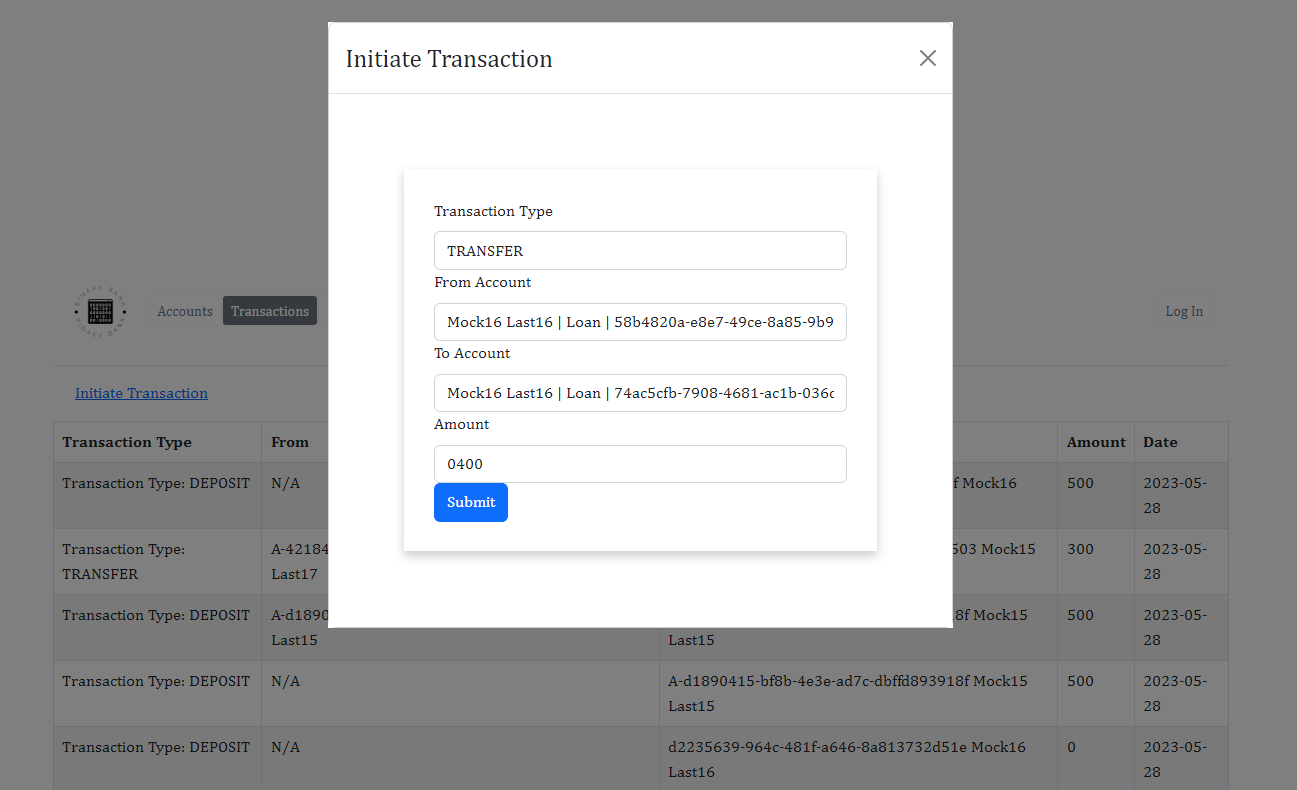 Initiate Transaction
Transaction Type
TRANSFER
From Account
Mock16 Last16 | Loan | 58b4820a-e8e7-49ce-8a85-9b9
To Account
Mock16 Last16 | Loan | 74ac5cfb-7908-4681-ac1b-036c
Amount
0400
Submit
BINARY BANK
BINARY BANK
Accounts Transactions Log In
Initiate Transaction
Transaction Type From Amount Date
Transaction Type: DEPOSIT N/A f Mock16 500 2023-05-
28
Transaction Type: A-42184 503 Mock15 300 2023-05-
TRANSFER Last17 28
Transaction Type: DEPOSIT A-d1890 8f Mock15 500 2023-05-
Last15 Last15 28
Transaction Type: DEPOSIT N/A A-d1890415-bf8b-4e3e-ad7c-dbffd893918f Mock15 500 2023-05-
Last15 28
Transaction Type: DEPOSIT N/A d2235639-964c-481f-a646-8a813732d51e Mock16 0 2023-05-
Last16 28